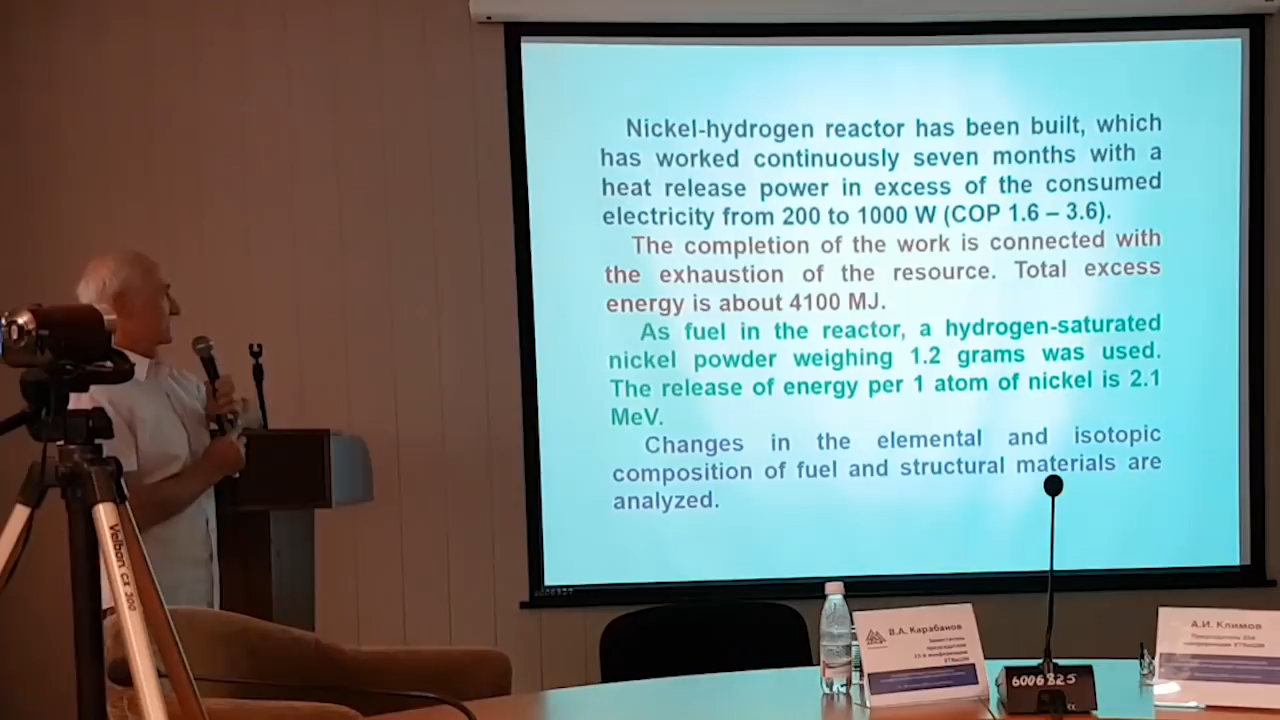 Nickel-hydrogen reactor has been built, which
has worked continuously seven months with a
heat release power in excess of the consumed
electricity from 200 to 1000 W (COP 1.6 – 3.6).
The completion of the work is connected with
the exhaustion of the resource. Total excess
energy is about 4100 MJ.
As fuel in the reactor, a hydrogen-saturated
nickel powder weighing 1.2 grams was used.
The release of energy per 1 atom of nickel is 2.1
MeV.
Changes in the elemental and isotopic
composition of fuel and structural materials are
analyzed.
Velbon CX 300
В.А. Карабанов
Заместитель
председателя
А.И. Климов
Председатель
6006825